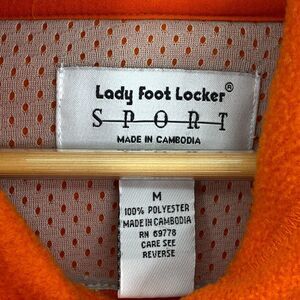 Lady Foot Locker®
SPORT
MADE IN CAMBODIA
M
100% POLYESTER
MADE IN CAMBODIA
RN 69778
CARE SEE
REVERSE